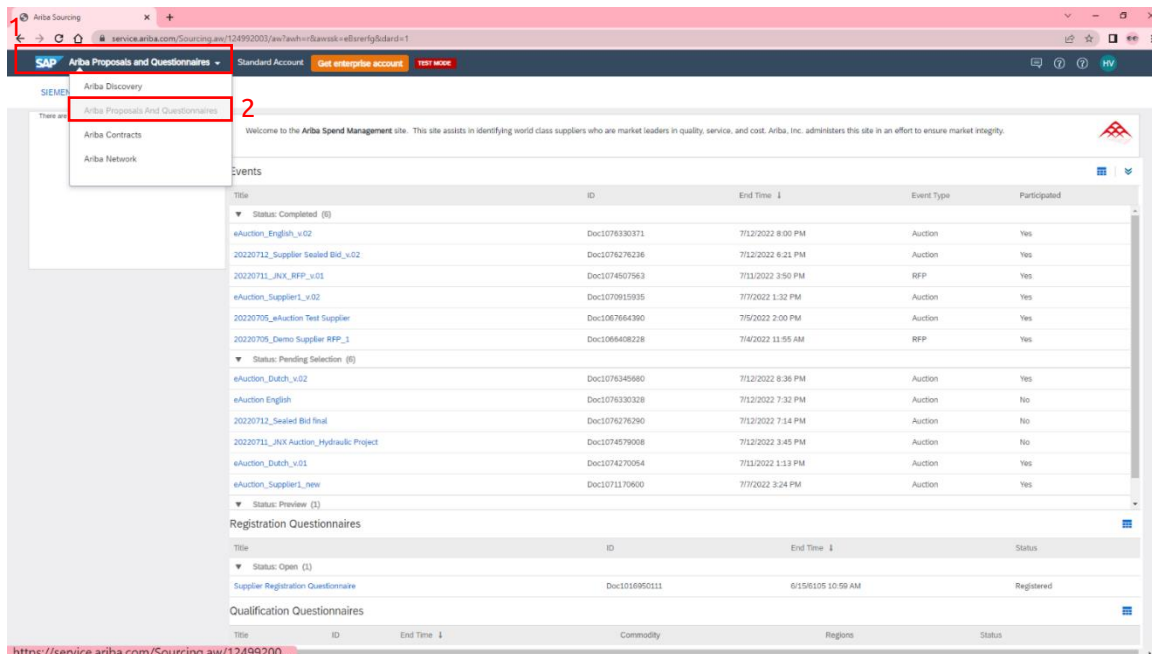 1
Ariba Sourcing
service.ariba.com/Sourcing.aw/124992003/aw?awh=r&awssk=eBsrerfg&dard=1
SAP Ariba Proposals and Questionnaires Standard Account Get enterprise account TEST MODE HV
SIEMEN
Ariba Discovery
Ariba Proposals And Questionnaires 2
Ariba Contracts
Ariba Network
There are
Welcome to the Ariba Spend Management site. This site assists in identifying world class suppliers who are market leaders in quality, service, and cost. Ariba, Inc. administers this site in an effort to ensure market integrity.
Events
Title ID End Time ↓ Event Type Participated
▼ Status: Completed (6)
eAuction_English_v.02 Doc1076330371 7/12/2022 8:00 PM Auction Yes
20220712_Supplier Sealed Bid_v.02 Doc1076276236 7/12/2022 6:21 PM Auction Yes
20220711_JNX_RFP_v.01 Doc1074507563 7/11/2022 3:50 PM RFP Yes
eAuction_Supplier1_v.02 Doc1070915935 7/7/2022 1:32 PM Auction Yes
20220705_eAuction Test Supplier Doc1067664390 7/5/2022 2:00 PM Auction Yes
20220705_Demo Supplier RFP_1 Doc1066408228 7/4/2022 11:55 AM RFP Yes
▼ Status: Pending Selection (6)
eAuction_Dutch_v.02 Doc1076345680 7/12/2022 8:36 PM Auction Yes
eAuction English Doc1076330328 7/12/2022 7:32 PM Auction No
20220712_Sealed Bid final Doc1076276290 7/12/2022 7:14 PM Auction No
20220711_JNX Auction_Hydraulic Project Doc1074579008 7/12/2022 3:45 PM Auction No
eAuction_Dutch_v.01 Doc1074270054 7/11/2022 1:13 PM Auction Yes
eAuction_Supplier1_new Doc1071170600 7/7/2022 3:24 PM Auction Yes
▼ Status: Preview (1)
Registration Questionnaires
Title ID End Time ↓ Status
▼ Status: Open (1)
Supplier Registration Questionnaire Doc1016950111 6/15/6105 10:59 AM Registered
Qualification Questionnaires
Title ID End Time ↓ Commodity Regions Status
https://service.ariba.com/Sourcing.aw/12499200